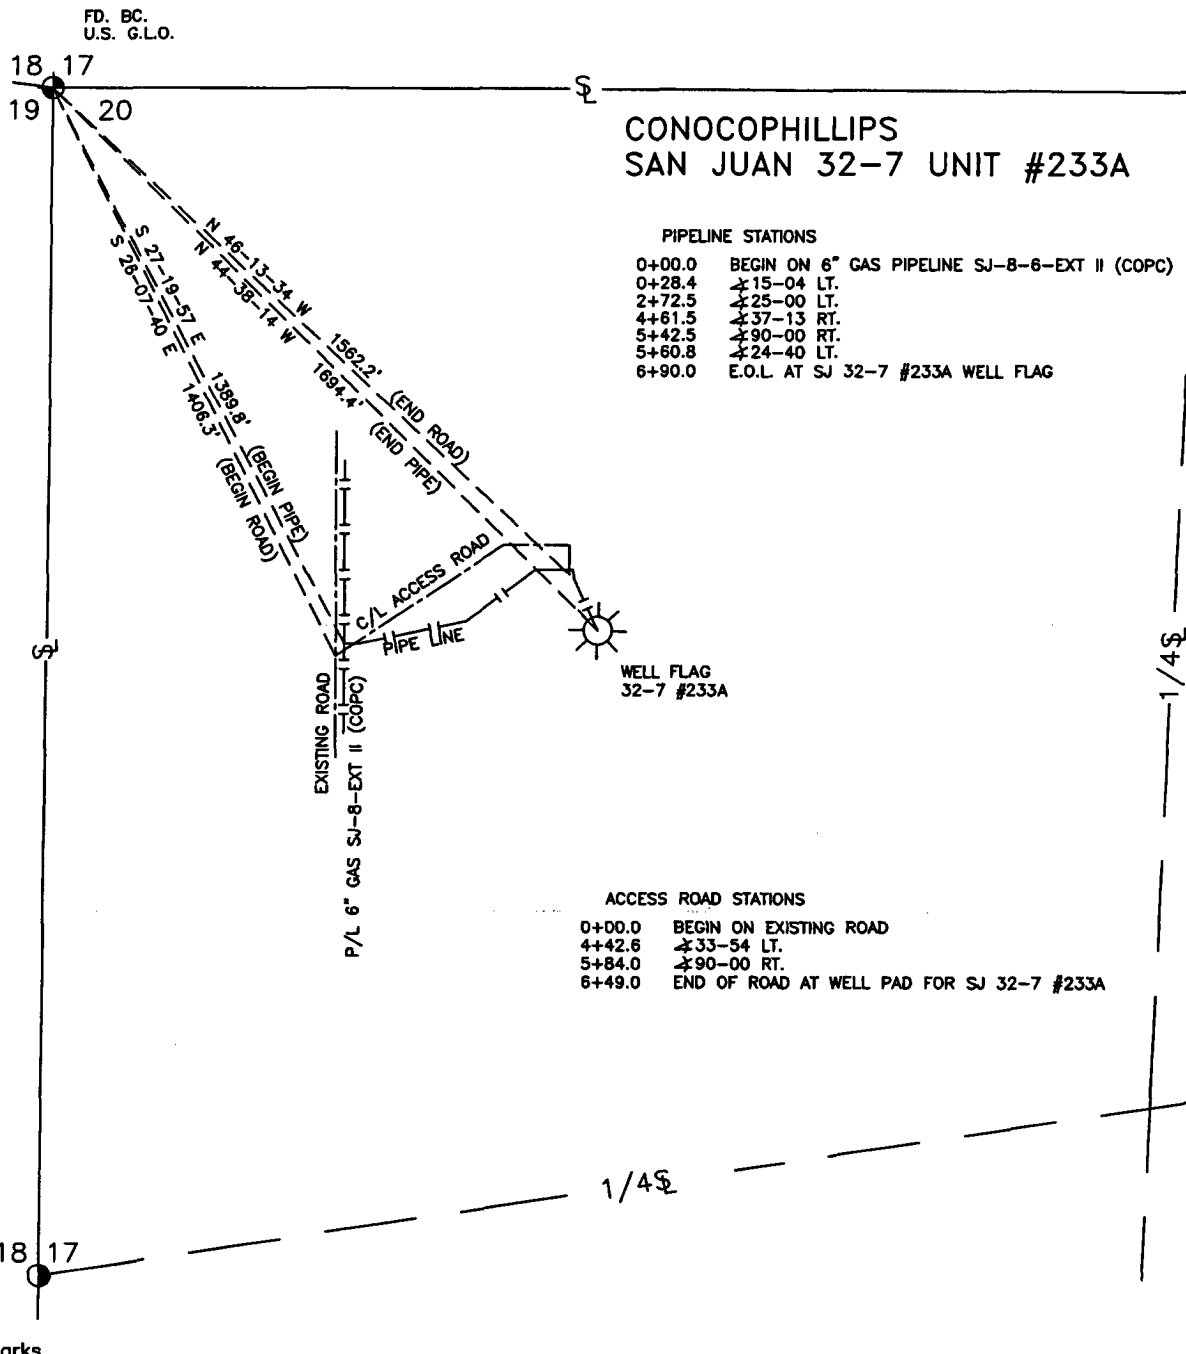 FD. BC.
U.S. G.L.O.
18 17
19 20
CONOCOPHILLIPS
SAN JUAN 32-7 UNIT #233A
PIPELINE STATIONS
0+00.0 BEGIN ON 6" GAS PIPELINE SJ-8-6-EXT II (COPC)
0+28.4 ∡15-04 LT.
2+72.5 ∡25-00 LT.
4+61.5 ∡37-13 RT.
5+42.5 ∡90-00 RT.
5+60.8 ∡24-40 LT.
6+90.0 E.O.L. AT SJ 32-7 #233A WELL FLAG
N 46-13-34 W 1562.2' (END ROAD)
N 44-38-14 W 1694.4' (END PIPE)
S 27-19-57 E 1389.8' (BEGIN PIPE)
S 26-07-40 E 1406.3' (BEGIN ROAD)
C/L ACCESS ROAD
PIPE LINE
WELL FLAG
32-7 #233A
EXISTING ROAD
P/L 6" GAS SJ-8-EXT II (COPC)
1/4 SL
ACCESS ROAD STATIONS
0+00.0 BEGIN ON EXISTING ROAD
4+42.6 ∡33-54 LT.
5+84.0 ∡90-00 RT.
6+49.0 END OF ROAD AT WELL PAD FOR SJ 32-7 #233A
1/4 SL
18 17
arks